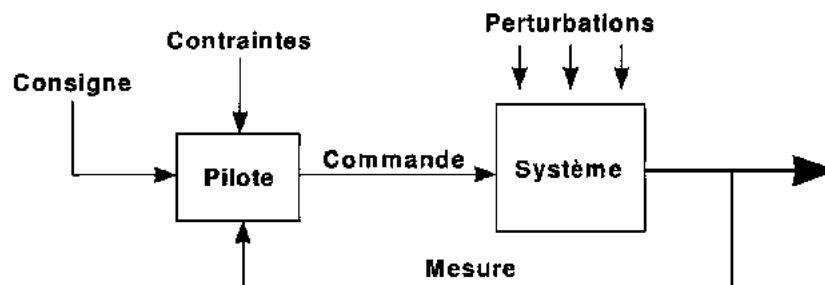 Perturbations
Contraintes
Consigne
Commande
Pilote
Système
Mesure